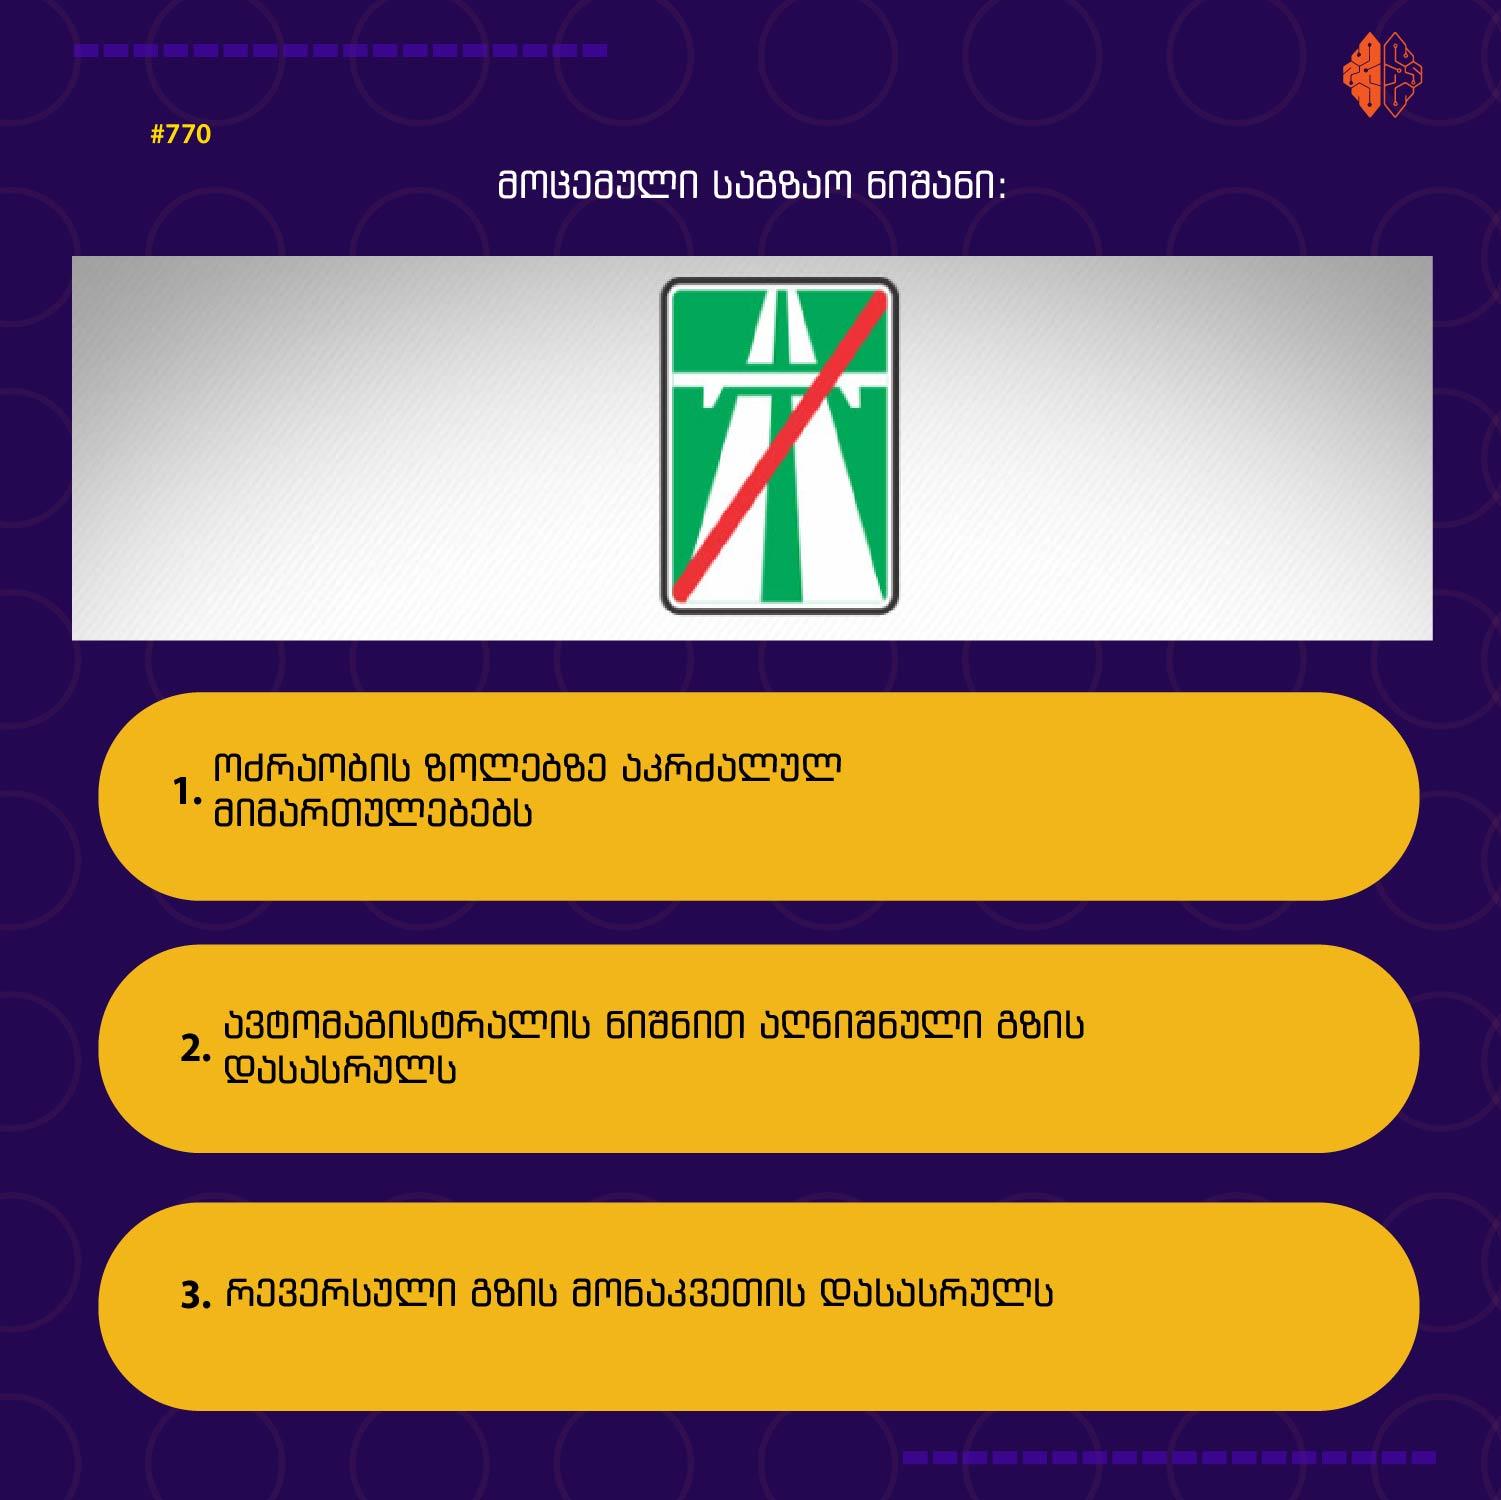 #770
მოცემული საგზაო ნიშანი:
1. ოძრაობის ზოლებზე აკრძალულ
მიმართულებებს
2. ავტომაგისტრალის ნიშნით აღნიშნული გზის
დასასრულს
3. რევერსული გზის მონაკვეთის დასასრულს